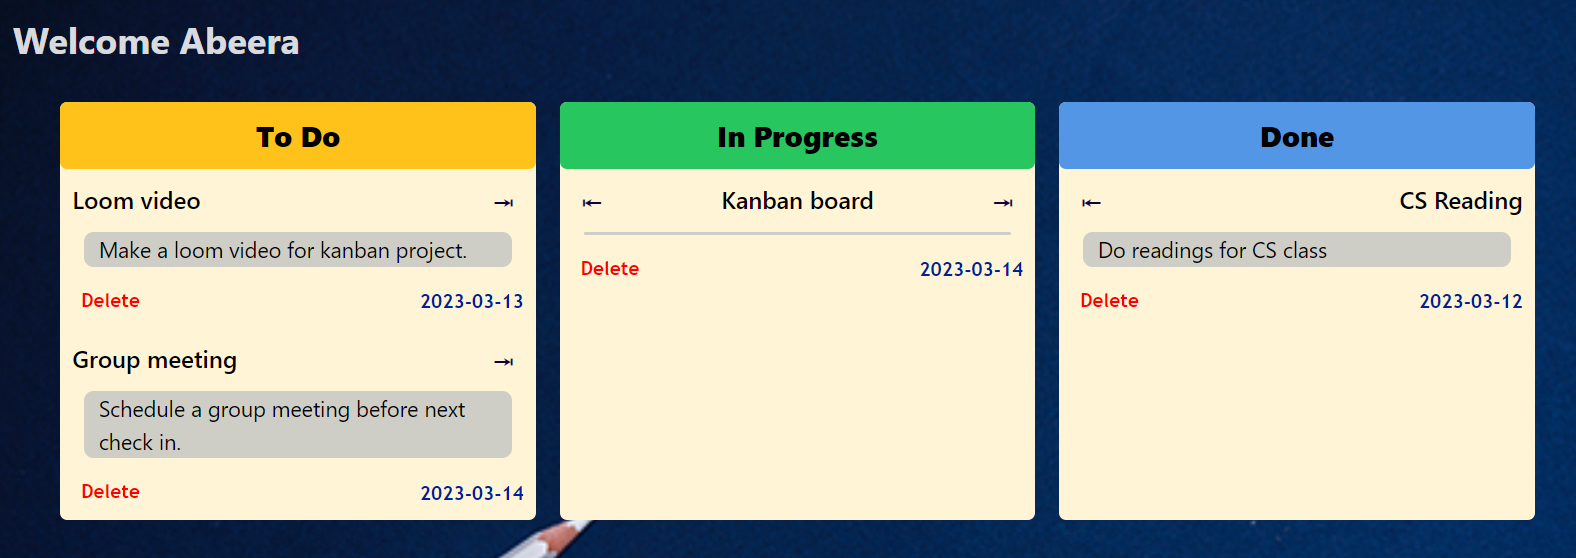 Welcome Abeera
To Do
Loom video ⇥
Make a loom video for kanban project.
Delete 2023-03-13
Group meeting ⇥
Schedule a group meeting before next
check in.
Delete 2023-03-14
In Progress
⇤ Kanban board ⇥
Delete 2023-03-14
Done
⇤ CS Reading
Do readings for CS class
Delete 2023-03-12